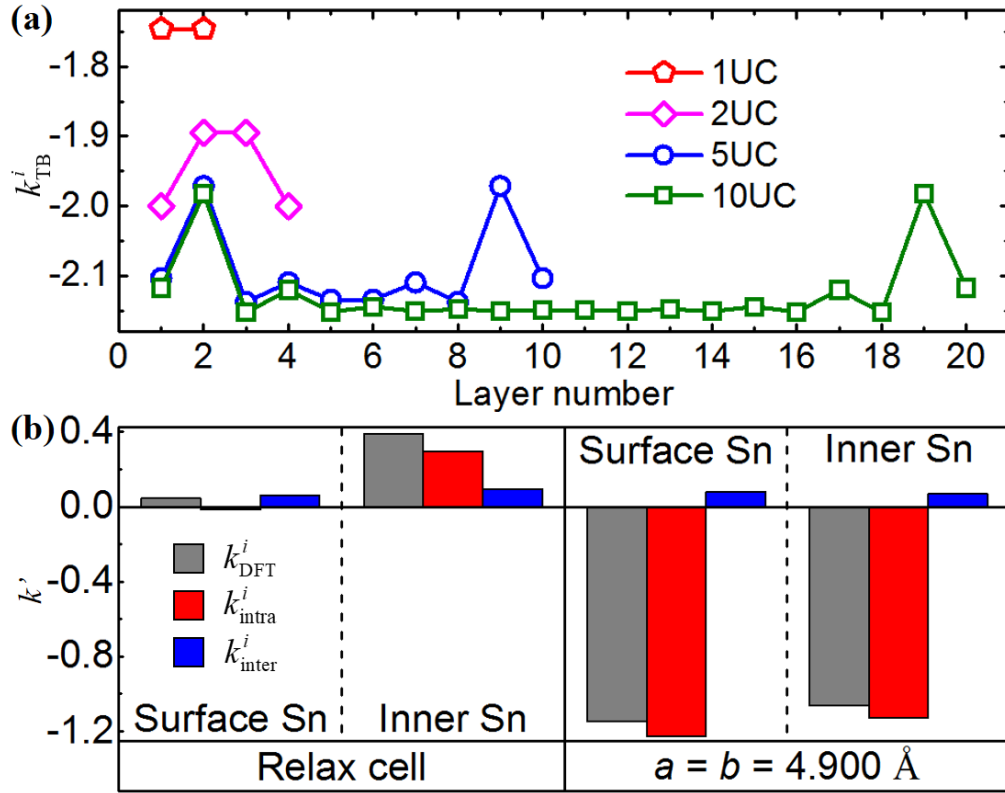 (a)
-1.8
-1.9
-2.0
-2.1
k^i_TB
1UC
2UC
5UC
10UC
0 2 4 6 8 10 12 14 16 18 20
Layer number
(b)
0.4
0.0
-0.4
-0.8
-1.2
k’
Surface Sn
Inner Sn
k^i_DFT
k^i_intra
k^i_inter
Surface Sn Inner Sn
Relax cell
a = b = 4.900 Å